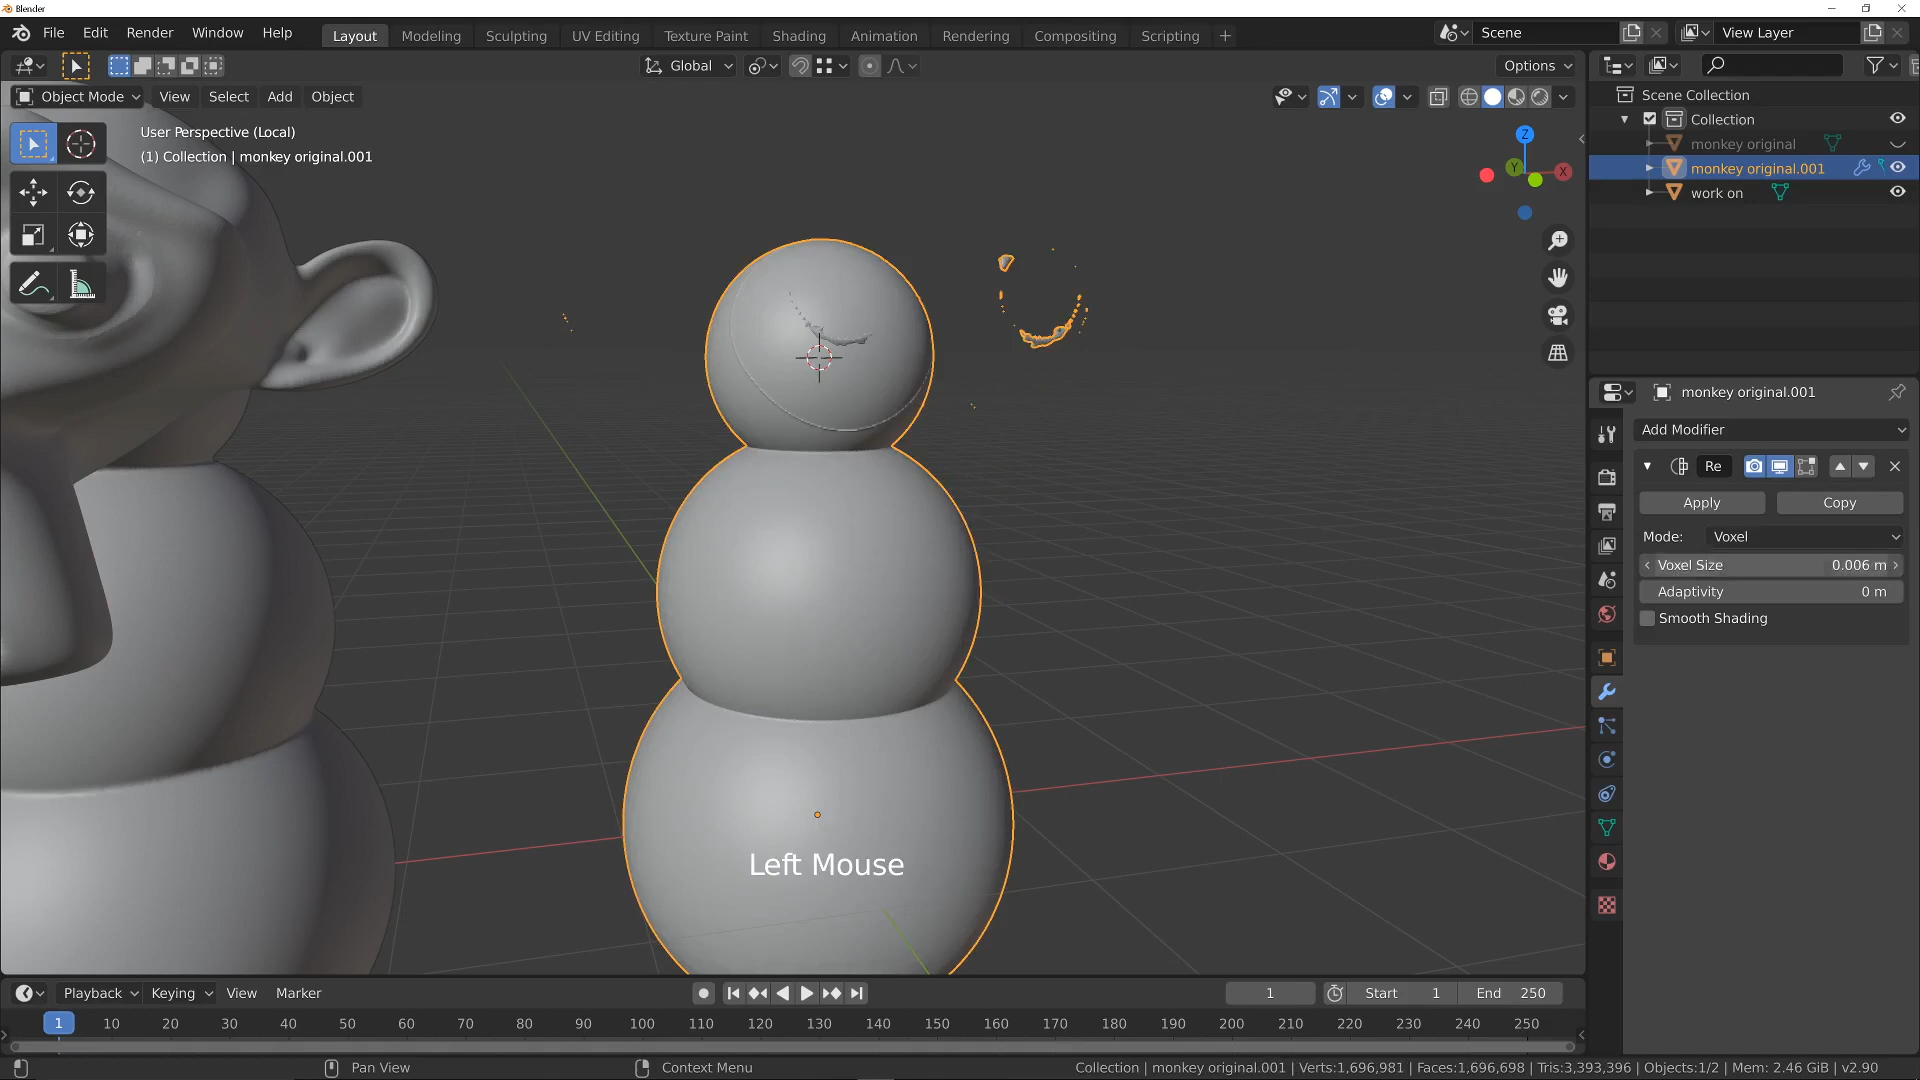 Blender
File Edit Render Window Help
Layout Modeling Sculpting UV Editing Texture Paint Shading Animation Rendering Compositing Scripting +
Scene
View Layer
Global
Options
Object Mode View Select Add Object
User Perspective (Local)
(1) Collection | monkey original.001
Z
Y
X
Left Mouse
Scene Collection
Collection
monkey original
monkey original.001
work on
monkey original.001
Add Modifier
Re
Apply Copy
Mode: Voxel
Voxel Size 0.006 m
Adaptivity 0 m
Smooth Shading
Playback Keying View Marker
1 Start 1 End 250
1 10 20 30 40 50 60 70 80 90 100 110 120 130 140 150 160 170 180 190 200 210 220 230 240 250
Pan View
Context Menu
Collection | monkey original.001 | Verts:1,696,981 | Faces:1,696,698 | Tris:3,393,396 | Objects:1/2 | Mem: 2.46 GiB | v2.90